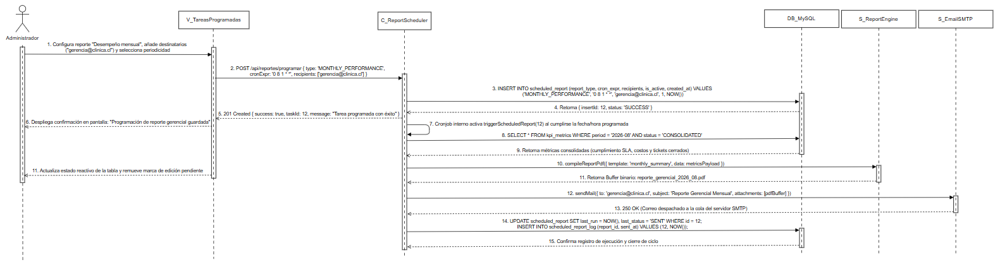 Administrador
V_TareasProgramadas
C_ReportScheduler
DB_MySQL
S_ReportEngine
S_EmailSMTP
1. Configura reporte "Desempeño mensual", añade destinatarios
("gerencia@clinica.cl") y selecciona periodicidad
2. POST /api/reportes/programar { type: 'MONTHLY_PERFORMANCE',
cronExpr: '0 8 1 * *', recipients: ['gerencia@clinica.cl'] }
3. INSERT INTO scheduled_report (report_type, cron_expr, recipients, is_active, created_at) VALUES
('MONTHLY_PERFORMANCE', '0 8 1 * *', 'gerencia@clinica.cl', 1, NOW())
4. Retorna { insertId: 12, status: 'SUCCESS' }
5. 201 Created { success: true, taskId: 12, message: "Tarea programada con éxito" }
6. Despliega confirmación en pantalla: "Programación de reporte gerencial guardada"
7. Cronjob interno activa triggerScheduledReport(12) al cumplirse la fecha/hora programada
8. SELECT * FROM kpi_metrics WHERE period = '2026-08' AND status = 'CONSOLIDATED'
9. Retorna métricas consolidadas (cumplimiento SLA, costos y tickets cerrados)
10. compileReportPdf({ template: 'monthly_summary', data: metricsPayload })
11. Actualiza estado reactivo de la tabla y remueve marca de edición pendiente
11. Retorna Buffer binario: reporte_gerencial_2026_08.pdf
12. sendMail({ to: 'gerencia@clinica.cl', subject: 'Reporte Gerencial Mensual', attachments: [pdfBuffer] })
13. 250 OK (Correo despachado a la cola del servidor SMTP)
14. UPDATE scheduled_report SET last_run = NOW(), last_status = 'SENT' WHERE id = 12;
INSERT INTO scheduled_report_log (report_id, sent_at) VALUES (12, NOW());
15. Confirma registro de ejecución y cierre de ciclo